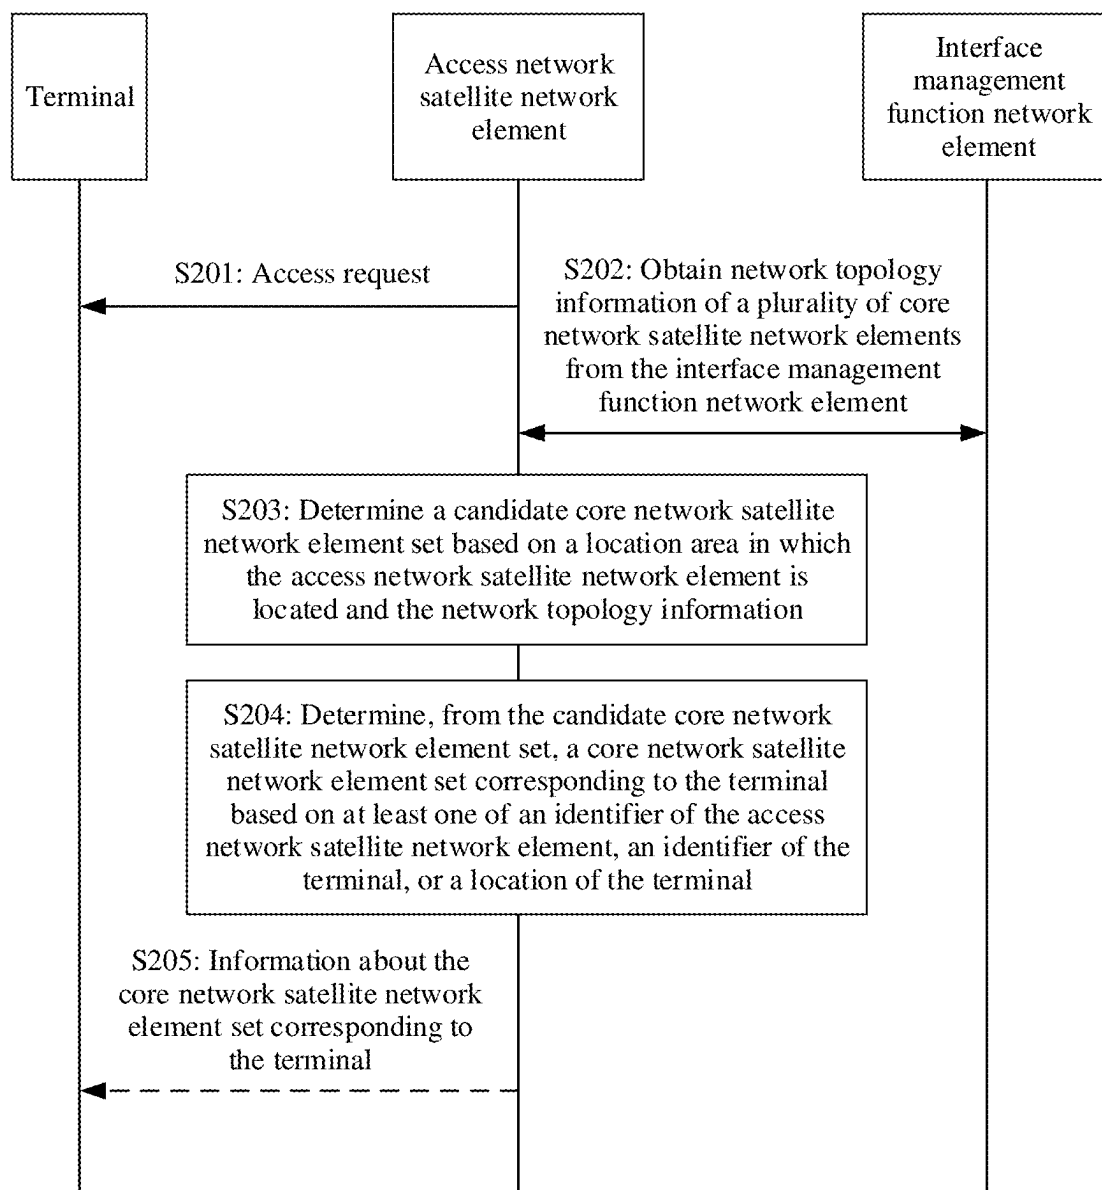 Terminal
Access network
satellite network
element
Interface
management
function network
element
S201: Access request
S202: Obtain network topology
information of a plurality of core
network satellite network elements
from the interface management
function network element
S203: Determine a candidate core network satellite
network element set based on a location area in which
the access network satellite network element is
located and the network topology information
S204: Determine, from the candidate core network
satellite network element set, a core network satellite
network element set corresponding to the terminal
based on at least one of an identifier of the access
network satellite network element, an identifier of the
terminal, or a location of the terminal
S205: Information about the
core network satellite network
element set corresponding to
the terminal